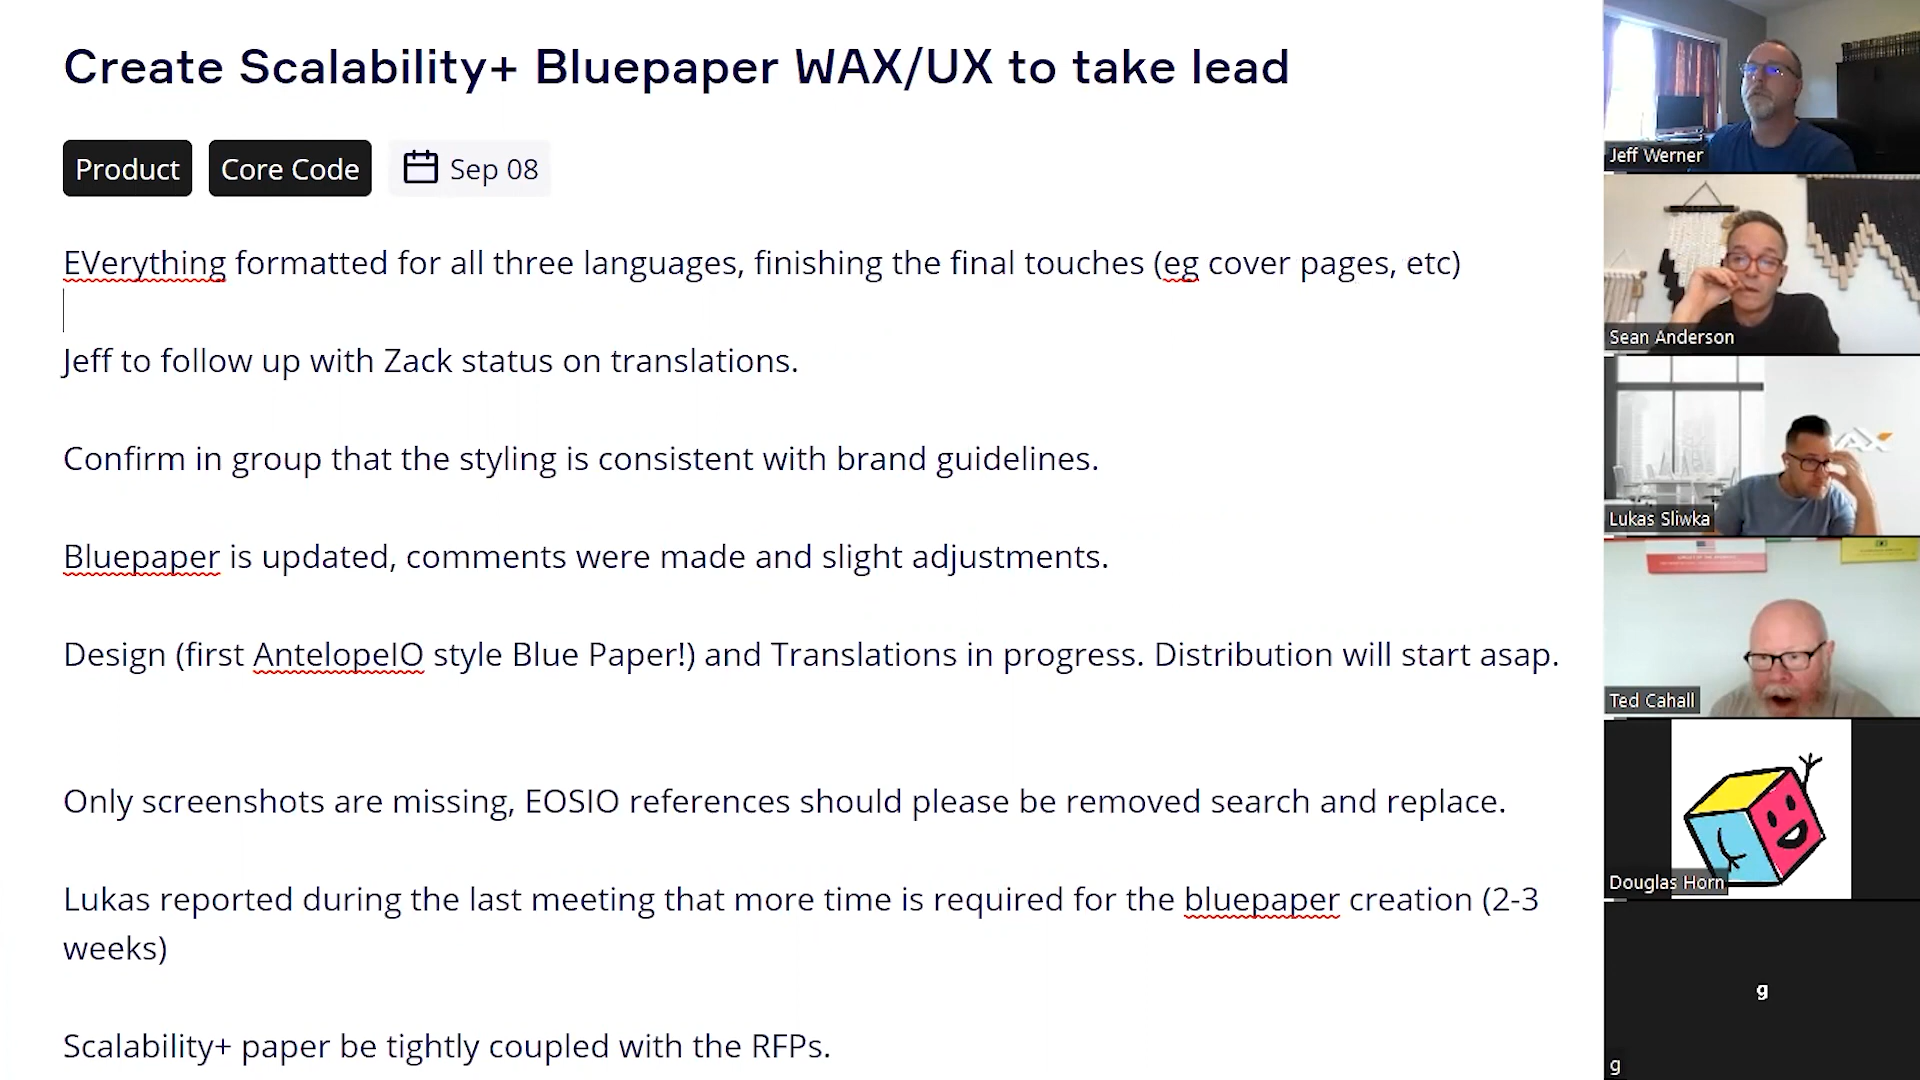 Create Scalability+ Bluepaper WAX/UX to take lead
Product
Core Code
Sep 08
EVerything formatted for all three languages, finishing the final touches (eg cover pages, etc)
Jeff to follow up with Zack status on translations.
Confirm in group that the styling is consistent with brand guidelines.
Bluepaper is updated, comments were made and slight adjustments.
Design (first AntelopeIO style Blue Paper!) and Translations in progress. Distribution will start asap.
Only screenshots are missing, EOSIO references should please be removed search and replace.
Lukas reported during the last meeting that more time is required for the bluepaper creation (2-3
weeks)
Scalability+ paper be tightly coupled with the RFPs.
Jeff Werner
Sean Anderson
Lukas Sliwka
Ted Cahall
Douglas Horn
g
g